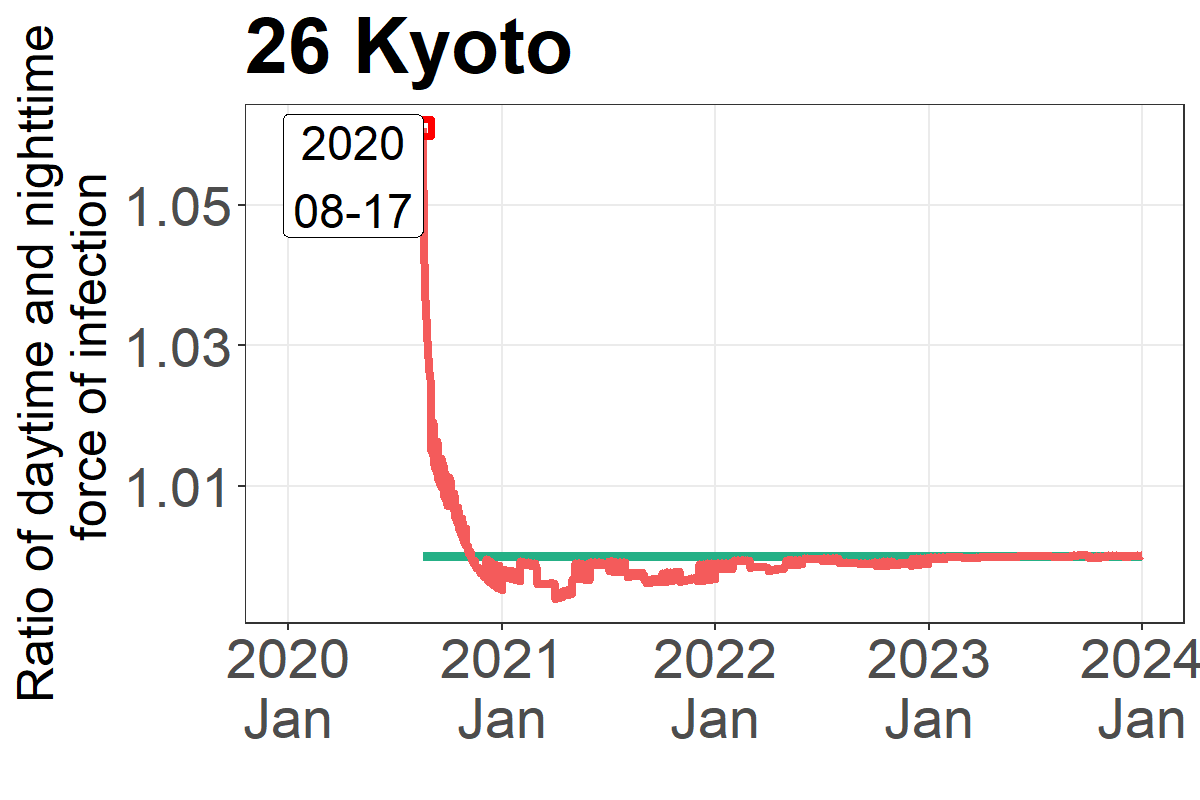 26 Kyoto
Ratio of daytime and nighttime
force of infection
2020
08-17
1.05
1.03
1.01
2020
Jan
2021
Jan
2022
Jan
2023
Jan
2024
Jan